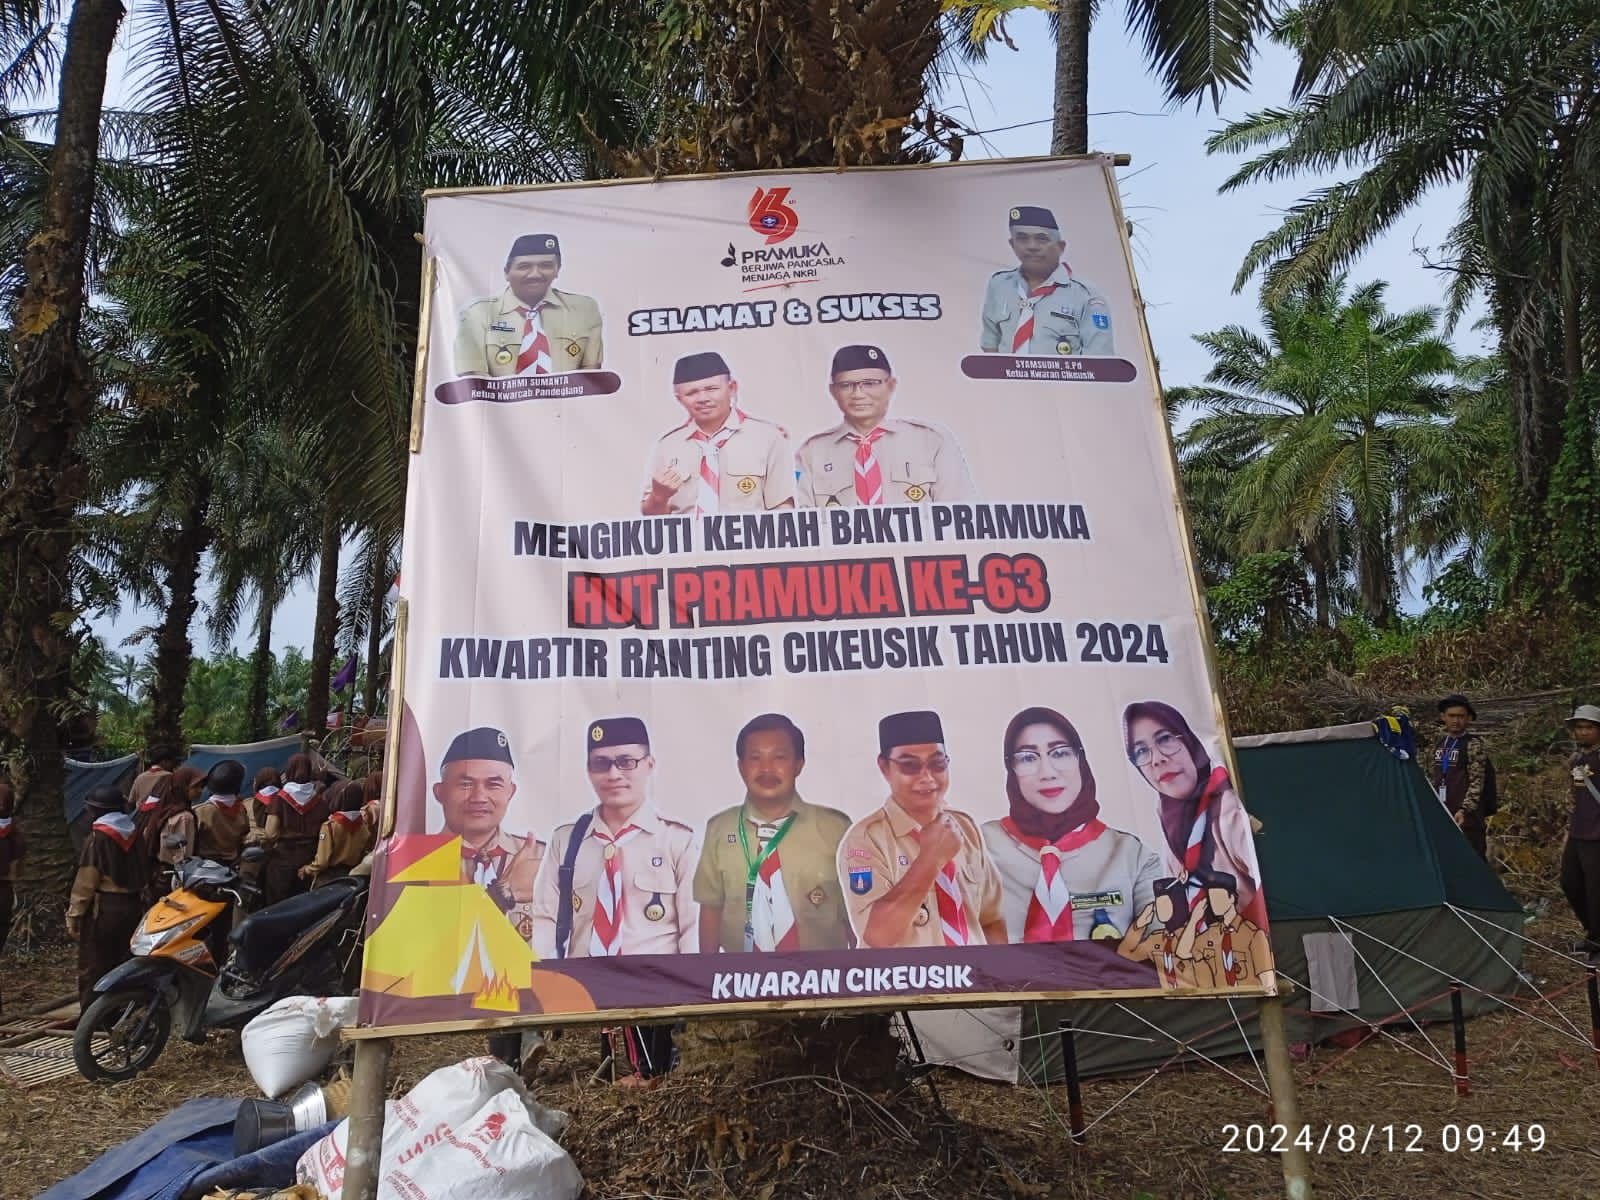 63
th
PRAMUKA
BERJIWA PANCASILA
MENJAGA NKRI
SELAMAT & SUKSES
ALI FAHMI SUMANTA
Ketua Kwarcab Pandeglang
SYAMSUDIN, S.Pd
Ketua Kwaran Cikeusik
MENGIKUTI KEMAH BAKTI PRAMUKA
HUT PRAMUKA KE-63
KWARTIR RANTING CIKEUSIK TAHUN 2024
KWARAN CIKEUSIK
2024/8/12 09:49